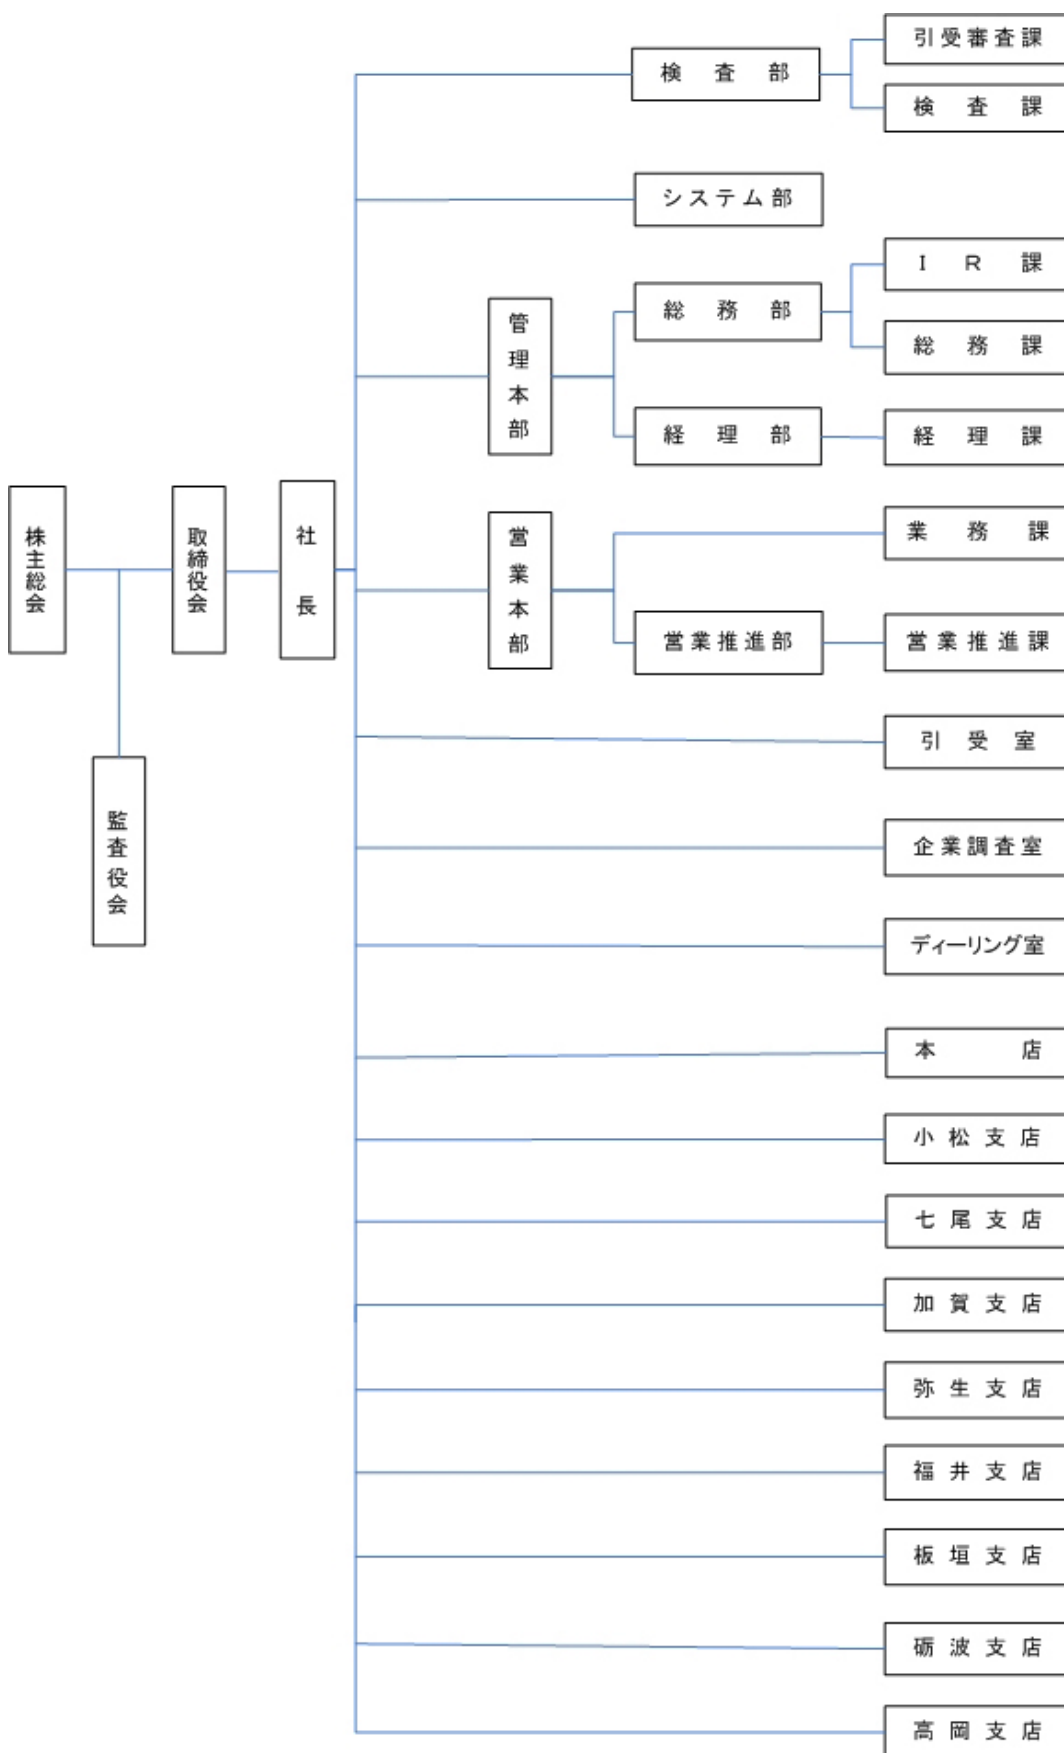 引受審査課
検査部
検査課
システム部
IR課
総務部
総務課
管理本部
経理部
経理課
株主総会
取締役会
社長
営業本部
業務課
営業推進部
営業推進課
引受室
監査役会
企業調査室
ディーリング室
本店
小松支店
七尾支店
加賀支店
弥生支店
福井支店
板垣支店
砺波支店
高岡支店